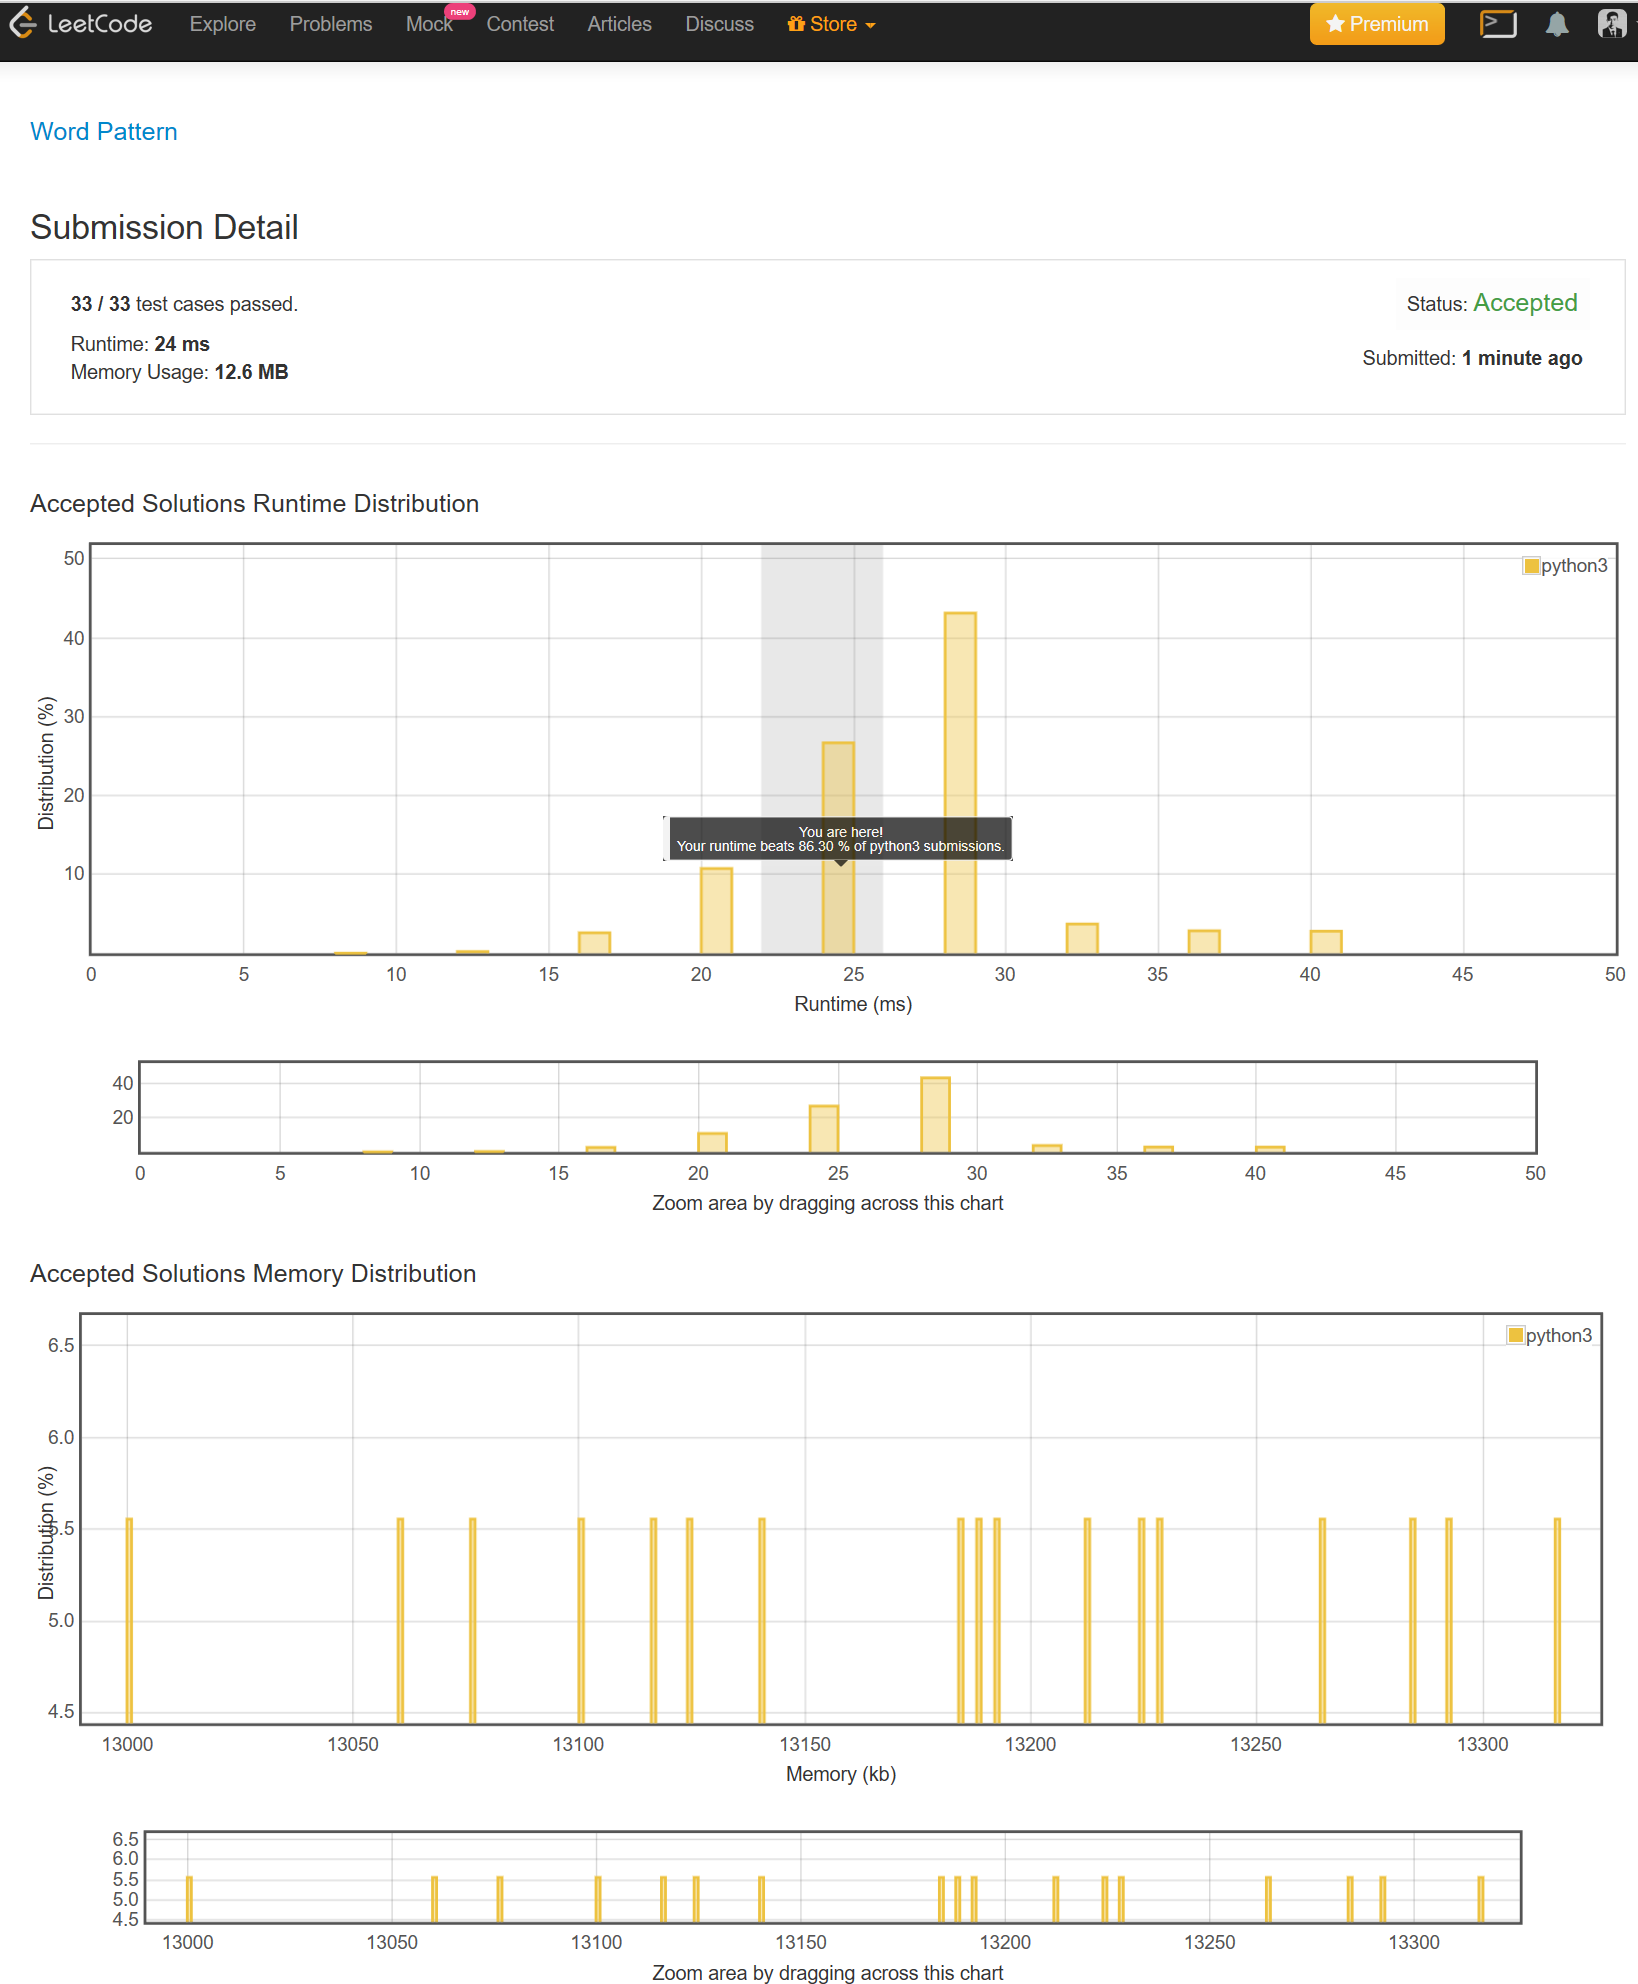 LeetCode Explore Problems Mock new Contest Articles Discuss Store Premium
Word Pattern
Submission Detail
33 / 33 test cases passed.
Status: Accepted
Runtime: 24 ms
Memory Usage: 12.6 MB
Submitted: 1 minute ago
Accepted Solutions Runtime Distribution
python3
50
40
30
20
10
Distribution (%)
You are here!
Your runtime beats 86.30 % of python3 submissions.
0 5 10 15 20 25 30 35 40 45 50
Runtime (ms)
40
20
0 5 10 15 20 25 30 35 40 45 50
Zoom area by dragging across this chart
Accepted Solutions Memory Distribution
python3
6.5
6.0
5.5
5.0
4.5
Distribution (%)
13000 13050 13100 13150 13200 13250 13300
Memory (kb)
6.5
6.0
5.5
5.0
4.5
13000 13050 13100 13150 13200 13250 13300
Zoom area by dragging across this chart